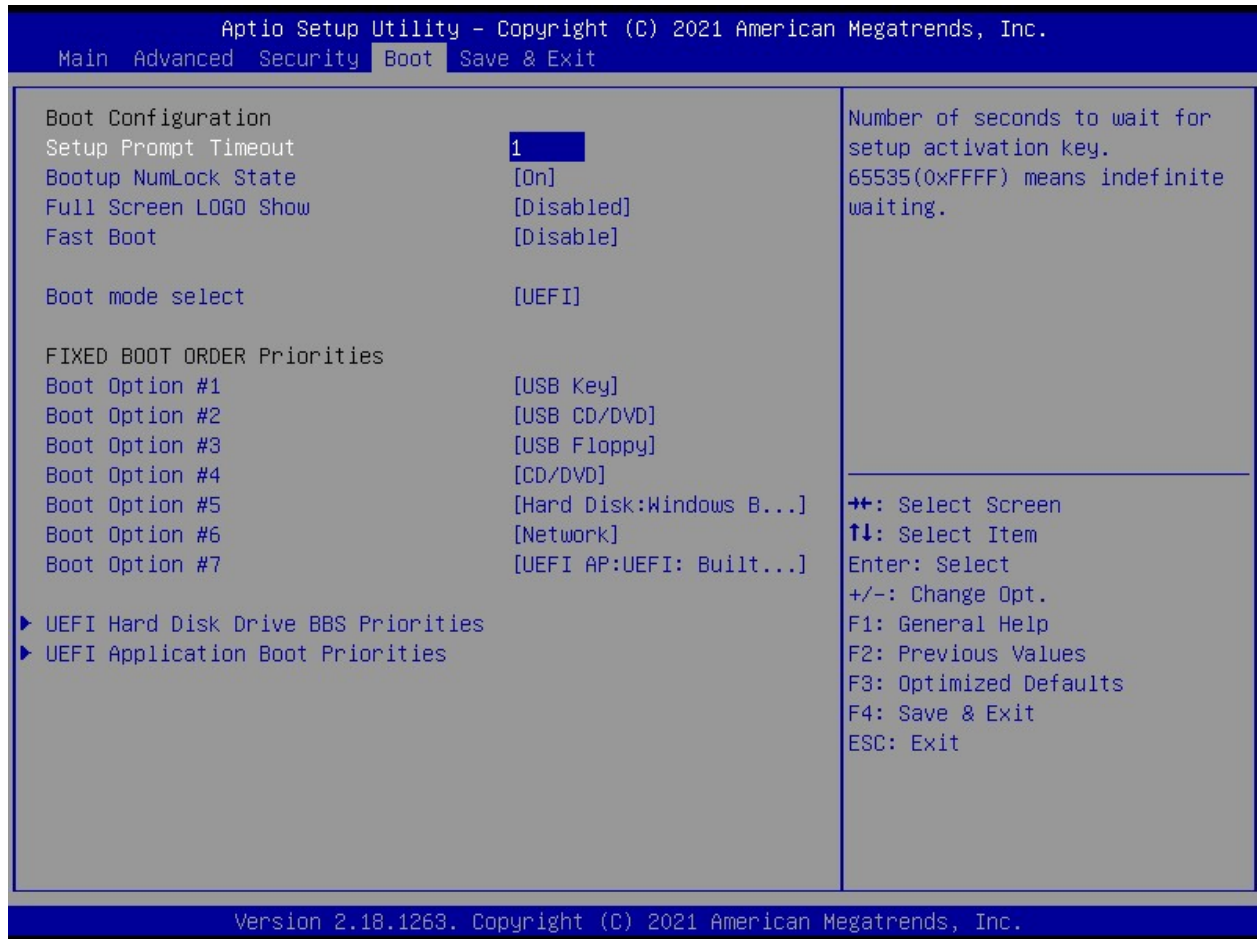 Aptio Setup Utility – Copyright (C) 2021 American Megatrends, Inc.
Main Advanced Security Boot Save & Exit
Boot Configuration
Setup Prompt Timeout 1
Bootup NumLock State [On]
Full Screen LOGO Show [Disabled]
Fast Boot [Disable]
Boot mode select [UEFI]
FIXED BOOT ORDER Priorities
Boot Option #1 [USB Key]
Boot Option #2 [USB CD/DVD]
Boot Option #3 [USB Floppy]
Boot Option #4 [CD/DVD]
Boot Option #5 [Hard Disk:Windows B...]
Boot Option #6 [Network]
Boot Option #7 [UEFI AP:UEFI: Built...]
▶ UEFI Hard Disk Drive BBS Priorities
▶ UEFI Application Boot Priorities
Number of seconds to wait for
setup activation key.
65535(0xFFFF) means indefinite
waiting.
→←: Select Screen
↑↓: Select Item
Enter: Select
+/-: Change Opt.
F1: General Help
F2: Previous Values
F3: Optimized Defaults
F4: Save & Exit
ESC: Exit
Version 2.18.1263. Copyright (C) 2021 American Megatrends, Inc.